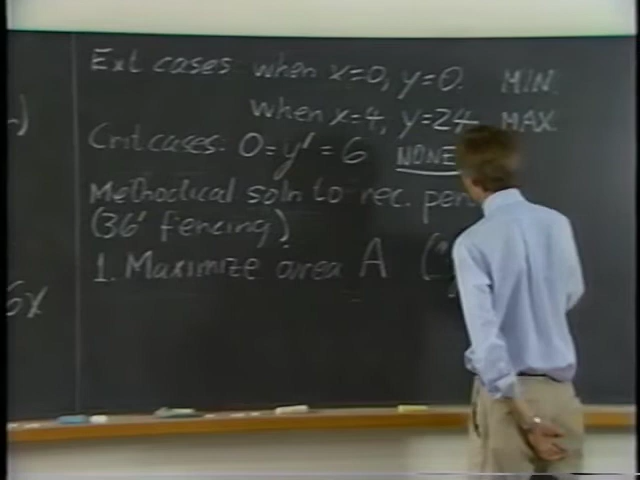 Ext cases when x=0, y=0. MIN.
when x=4, y=24 MAX
Crit cases: 0=y'=6 NONE
Methodical soln to rec. pen
(36' fencing).
1. Maximize area A (
6x